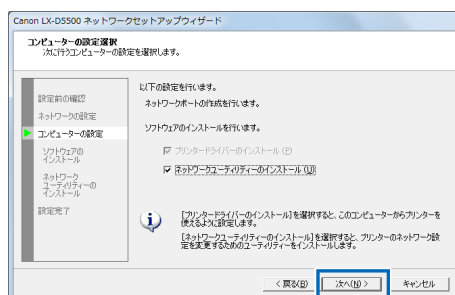 Canon LX-D5500 ネットワークセットアップウィザード
コンピューターの設定選択
次に行うコンピューターの設定を選択します。
設定前の確認
ネットワークの設定
コンピューターの設定
ソフトウェアの
インストール
ネットワーク
ユーティリティーの
インストール
設定完了
以下の設定を行います。
ネットワークポートの作成を行います。
ソフトウェアのインストールを行います。
プリンタードライバーのインストール(P)
ネットワークユーティリティーのインストール(U)
[プリンタードライバーのインストール]を選択すると、このコンピューターからプリンターを
使えるように設定します。
[ネットワークユーティリティーのインストール]を選択すると、プリンターのネットワーク設
定を変更するためのユーティリティーをインストールします。
< 戻る(B)
次へ(N) >
キャンセル